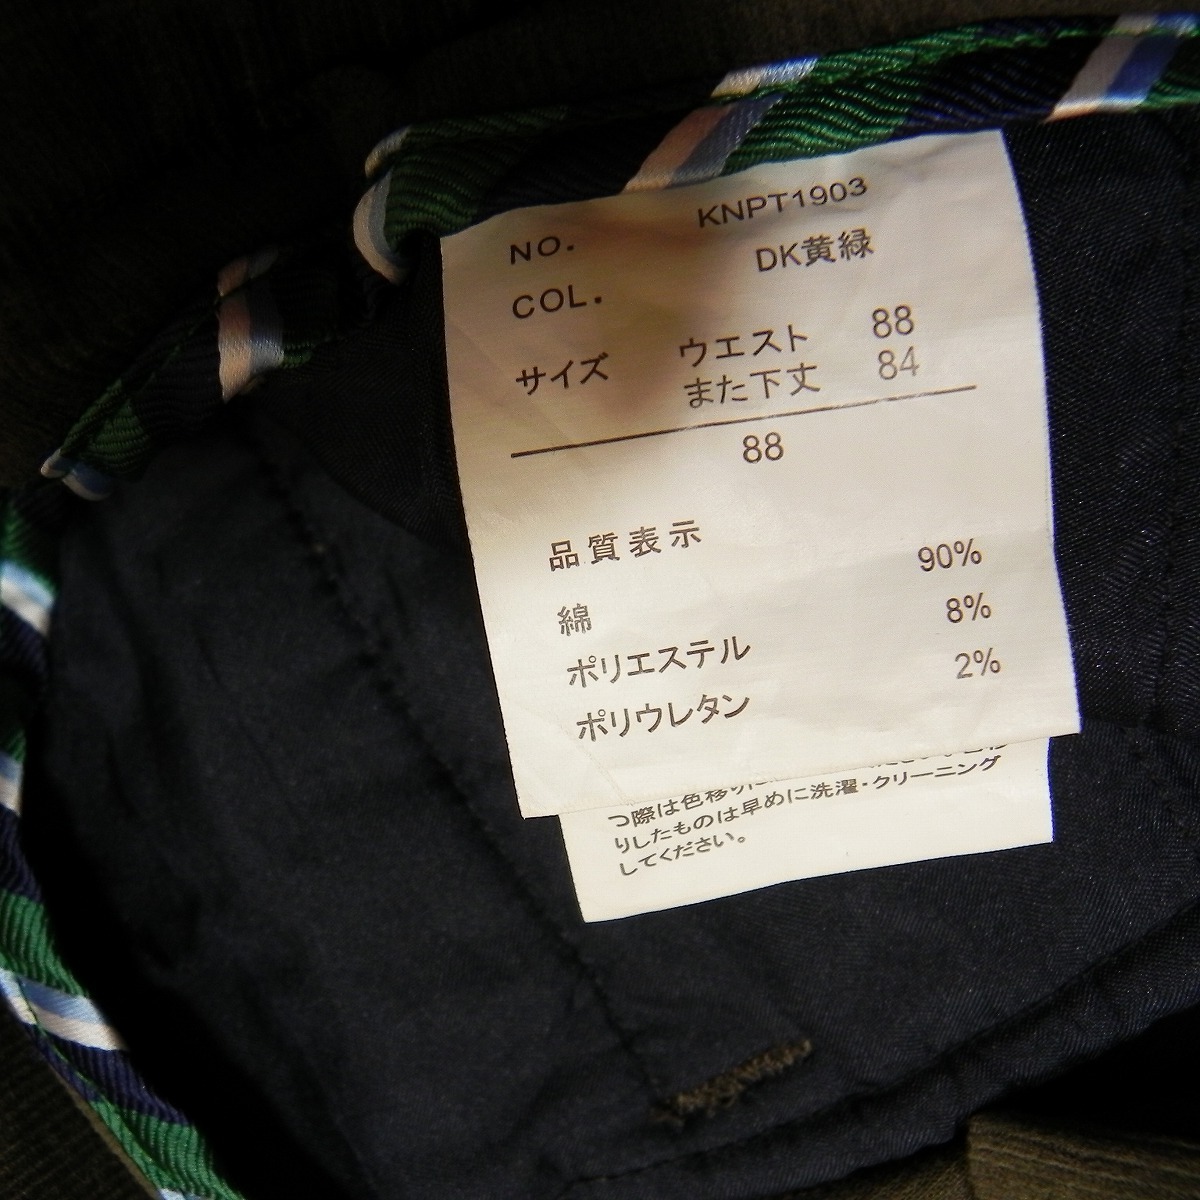 NO. KNPT1903
COL. DK黄緑
サイズ ウエスト 88
また下丈 84
88
品質表示
綿 90%
ポリエステル 8%
ポリウレタン 2%
つ際は色移り
りしたものは早めに洗濯・クリーニング
してください。